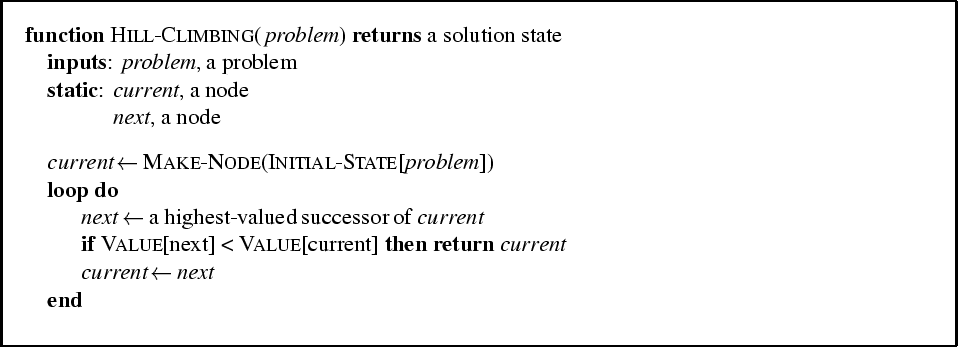 function HILL-CLIMBING( problem) returns a solution state
inputs: problem, a problem
static: current, a node
next, a node
current ← MAKE-NODE(INITIAL-STATE[problem])
loop do
next ← a highest-valued successor of current
if VALUE[next] < VALUE[current] then return current
current ← next
end